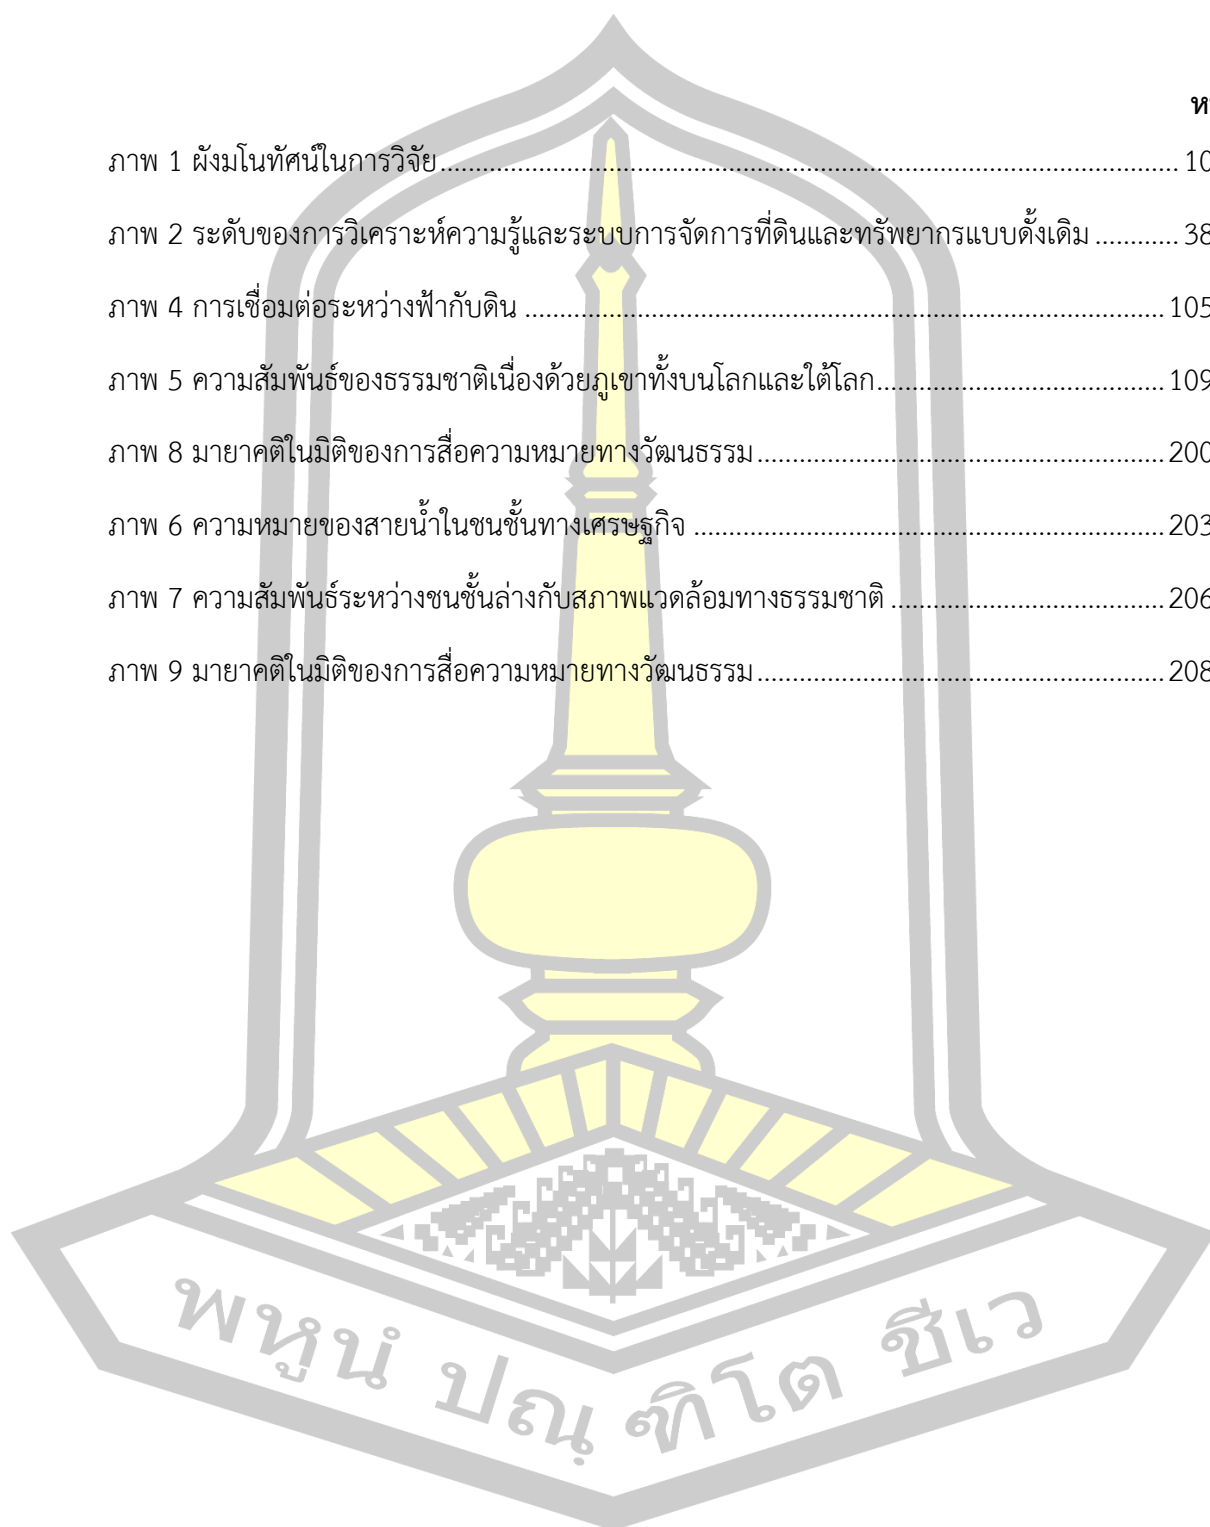 ห
ภาพ 1 ผังมโนทัศน์ในการวิจัย.......................................................................................................... 10
ภาพ 2 ระดับของการวิเคราะห์ความรู้และระบบการจัดการที่ดินและทรัพยากรแบบดั้งเดิม ............ 38
ภาพ 4 การเชื่อมต่อระหว่างฟ้ากับดิน ............................................................................................ 105
ภาพ 5 ความสัมพันธ์ของธรรมชาติเนื่องด้วยภูเขาทั้งบนโลกและใต้โลก......................................... 109
ภาพ 8 มายาคติในมิติของการสื่อความหมายทางวัฒนธรรม.......................................................... 200
ภาพ 6 ความหมายของสายน้ำในชนชั้นทางเศรษฐกิจ .................................................................... 203
ภาพ 7 ความสัมพันธ์ระหว่างชนชั้นล่างกับสภาพแวดล้อมทางธรรมชาติ ....................................... 206
ภาพ 9 มายาคติในมิติของการสื่อความหมายทางวัฒนธรรม.......................................................... 208
พหูนํ ปณฺฑิโต ชีเว